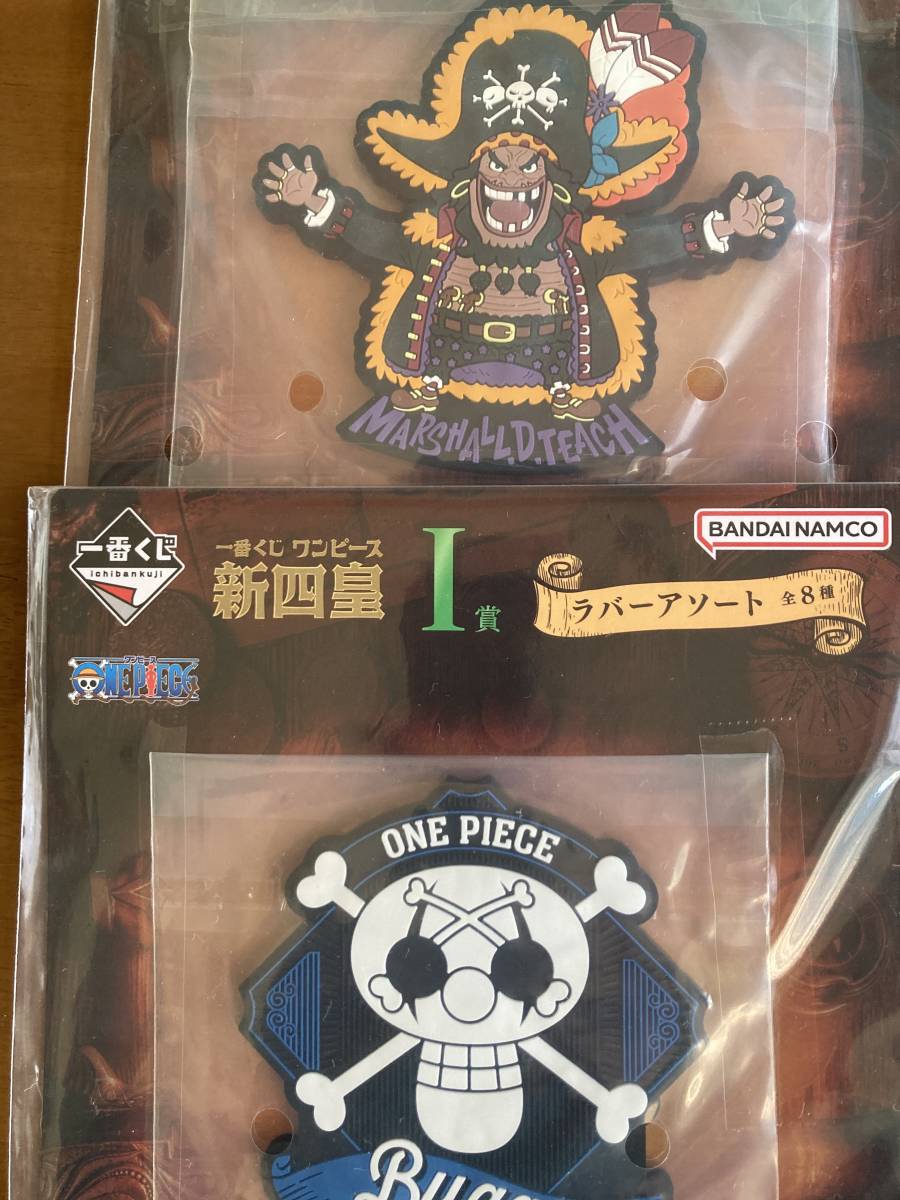 MARSHALL.D.TEACH
一番くじ
ichibankuji
一番くじ ワンピース
新四皇
I賞
BANDAI NAMCO
ラバーアソート 全8種
ワンピース
ONE PIECE
ONE PIECE